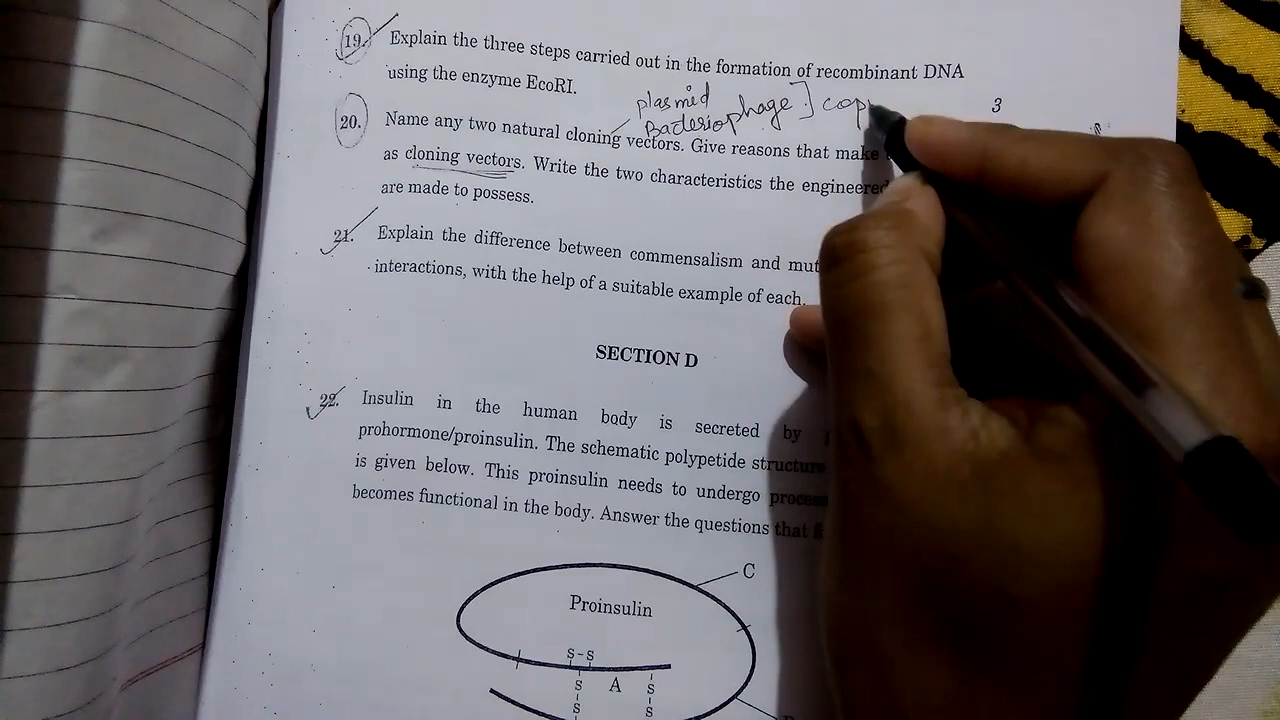 19. Explain the three steps carried out in the formation of recombinant DNA
using the enzyme EcoRI.
plasmid
Bacteriophage ] cop
3
20. Name any two natural cloning vectors. Give reasons that make
as cloning vectors. Write the two characteristics the engineered
are made to possess.
21. Explain the difference between commensalism and mut
interactions, with the help of a suitable example of each.
SECTION D
22. Insulin in the human body is secreted by
prohormone/proinsulin. The schematic polypetide structure
is given below. This proinsulin needs to undergo process
becomes functional in the body. Answer the questions that
C
Proinsulin
S-S
A
S
S
S
S